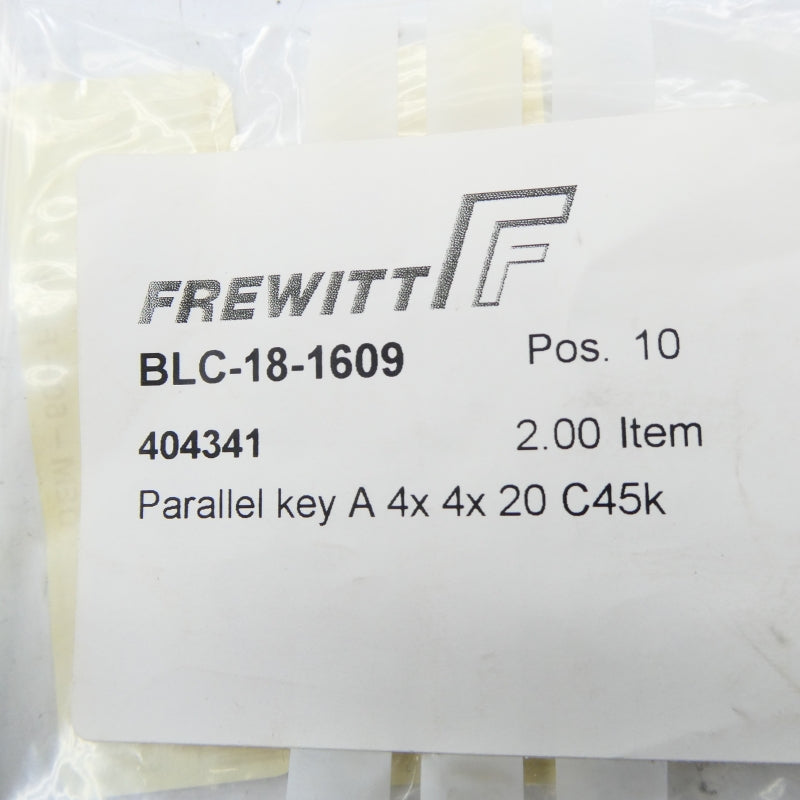 FREWITT
BLC-18-1609 Pos. 10
404341 2.00 Item
Parallel key A 4x 4x 20 C45k